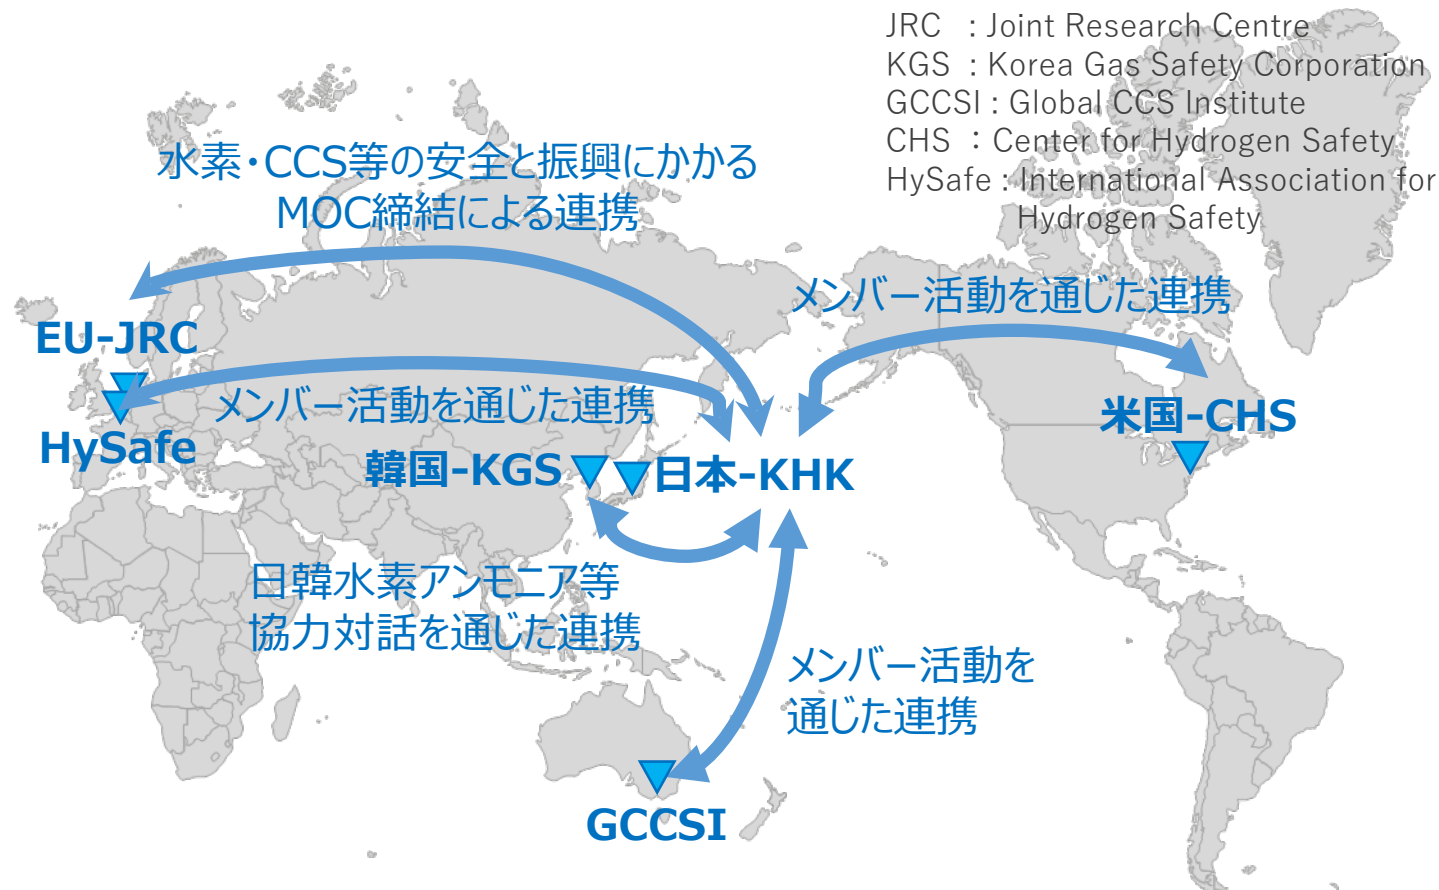 JRC : Joint Research Centre
KGS : Korea Gas Safety Corporation
GCCSI : Global CCS Institute
CHS : Center for Hydrogen Safety
HySafe : International Association for
Hydrogen Safety
水素・CCS等の安全と振興にかかる
MOC締結による連携
メンバー活動を通じた連携
EU-JRC
メンバー活動を通じた連携
米国-CHS
HySafe
韓国-KGS
日本-KHK
日韓水素アンモニア等
協力対話を通じた連携
メンバー活動を
通じた連携
GCCSI